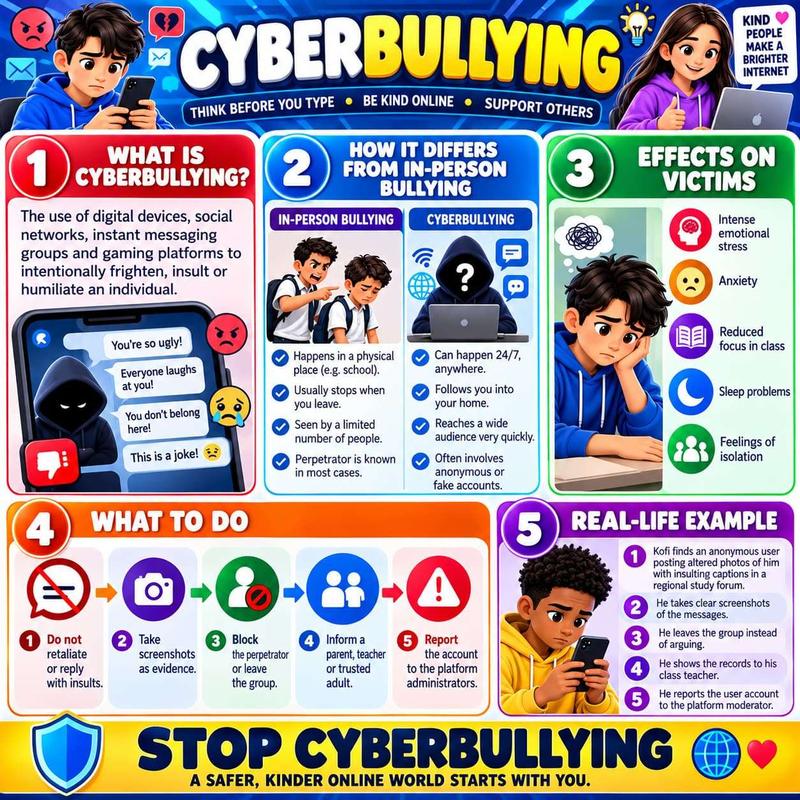 CYBERBULLYING
THINK BEFORE YOU TYPE • BE KIND ONLINE • SUPPORT OTHERS
KIND
PEOPLE
MAKE A
BRIGHTER
INTERNET
1
WHAT IS
CYBERBULLYING?
The use of digital devices, social
networks, instant messaging
groups and gaming platforms to
intentionally frighten, insult or
humiliate an individual.
You're so ugly!
Everyone laughs
at you!
You don't belong
here!
This is a joke!
2
HOW IT DIFFERS
FROM IN-PERSON
BULLYING
IN-PERSON BULLYING
Happens in a physical
place (e.g. school).
Usually stops when
you leave.
Seen by a limited
number of people.
Perpetrator is known
in most cases.
CYBERBULLYING
?
Can happen 24/7,
anywhere.
Follows you into
your home.
Reaches a wide
audience very quickly.
Often involves
anonymous or
fake accounts.
3
EFFECTS ON
VICTIMS
Intense
emotional
stress
Anxiety
Reduced
focus in class
Sleep problems
Feelings of
isolation
4
WHAT TO DO
1 Do not
retaliate
or reply
with insults.
2 Take
screenshots
as evidence.
3 Block
the perpetrator
or leave
the group.
4 Inform a
parent, teacher
or trusted
adult.
5 Report
the account
to the platform
administrators.
5
REAL-LIFE EXAMPLE
1 Kofi finds an anonymous user
posting altered photos of him
with insulting captions in a
regional study forum.
2 He takes clear screenshots
of the messages.
3 He leaves the group instead
of arguing.
4 He shows the records to his
class teacher.
5 He reports the user account
to the platform moderator.
STOP CYBERBULLYING
A SAFER, KINDER ONLINE WORLD STARTS WITH YOU.